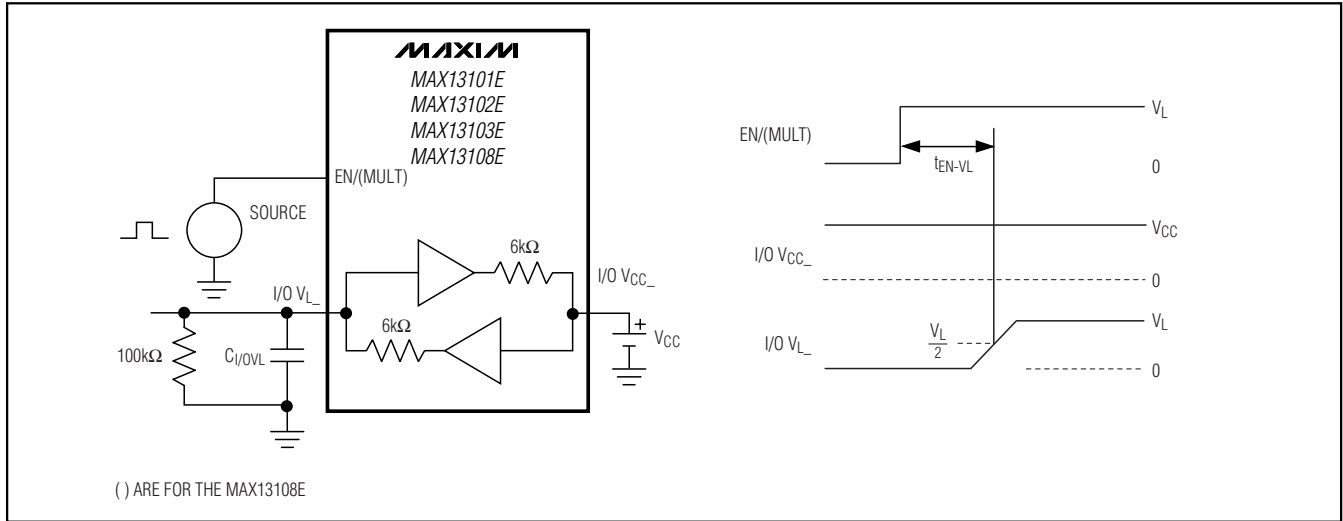 MAXIM
MAX13101E
MAX13102E
MAX13103E
MAX13108E
EN/(MULT)
SOURCE
6kΩ
I/O VCC_
I/O VL_
6kΩ
+
VCC
100kΩ
CI/OVL
( ) ARE FOR THE MAX13108E
EN/(MULT)
VL
tEN-VL
0
VCC
I/O VCC_
0
VL
I/O VL_
VL
2
0